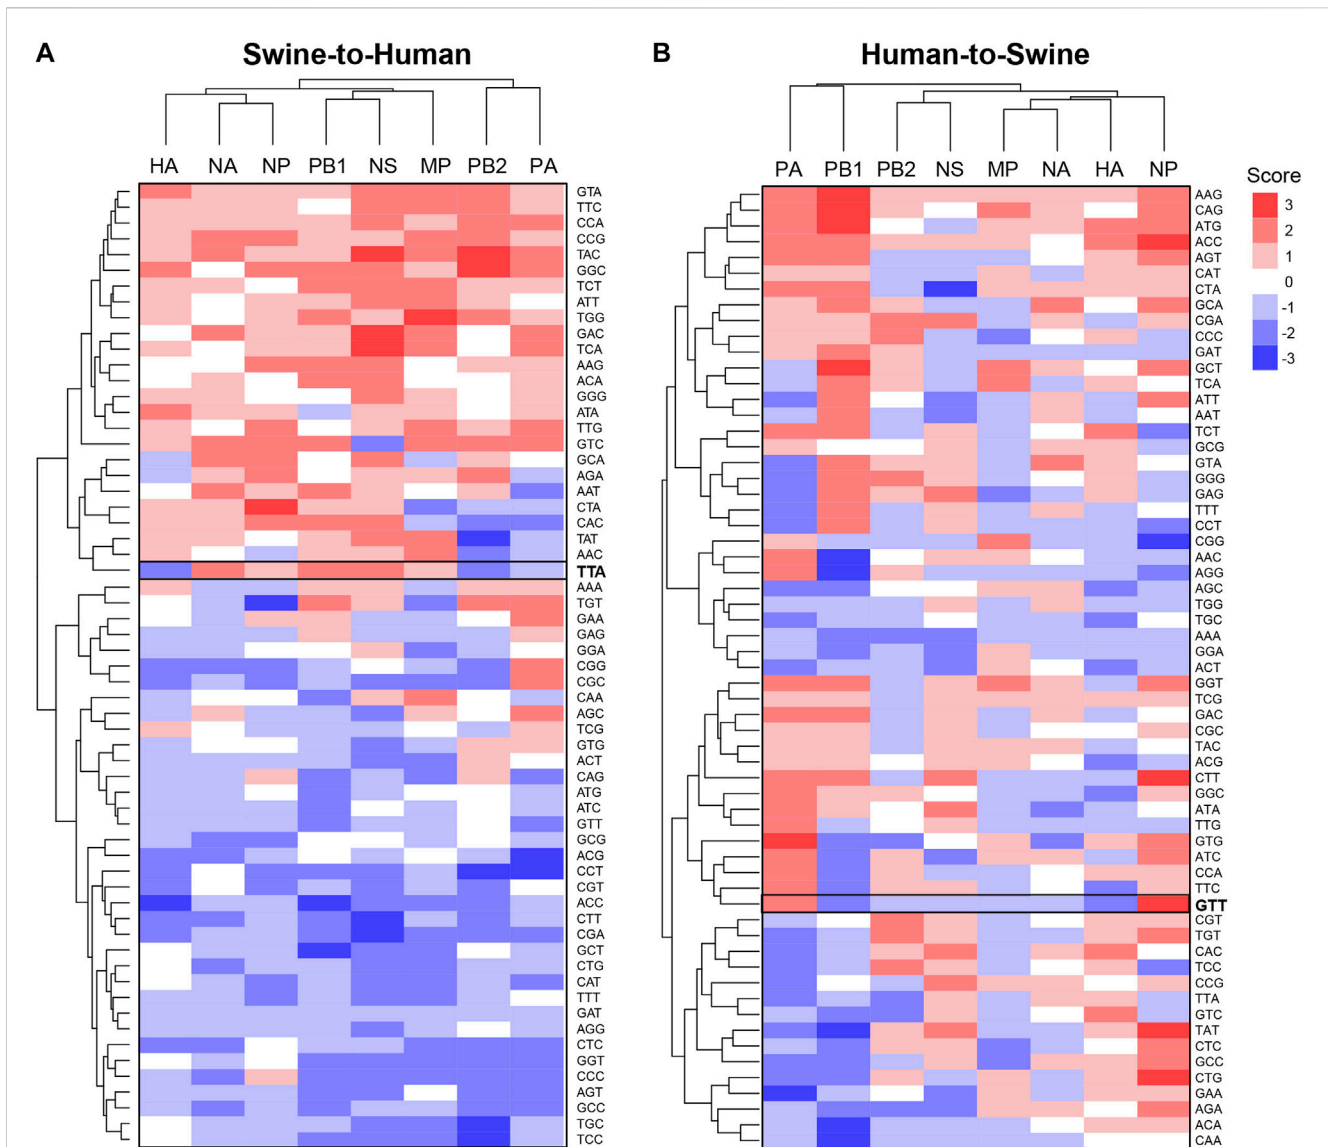 A
Swine-to-Human
HA NA NP PB1 NS MP PB2 PA
GTA
TTC
CCA
CCG
TAC
GGC
TCT
ATT
TGG
GAC
TCA
AAG
ACA
GGG
ATA
TTG
GTC
GCA
AGA
AAT
CTA
CAC
TAT
AAC
TTA
AAA
TGT
GAA
GAG
GGA
CGG
CGC
CAA
AGC
TCG
GTG
ACT
CAG
ATG
ATC
GTT
GCG
ACG
CCT
CGT
ACC
CTT
CGA
GCT
CTG
CAT
TTT
GAT
AGG
CTC
GGT
CCC
AGT
GCC
TGC
TCC
B
Human-to-Swine
PA PB1 PB2 NS MP NA HA NP
AAG
CAG
ATG
ACC
AGT
CAT
CTA
GCA
CGA
CCC
GAT
GCT
TCA
ATT
AAT
TCT
GCG
GTA
GGG
GAG
TTT
CCT
CGG
AAC
AGG
AGC
TGG
TGC
AAA
GGA
ACT
GGT
TCG
GAC
CGC
TAC
ACG
CTT
GGC
ATA
TTG
GTG
ATC
CCA
TTC
GTT
CGT
TGT
CAC
TCC
CCG
TTA
GTC
TAT
CTC
GCC
CTG
GAA
AGA
ACA
CAA
Score
3
2
1
0
-1
-2
-3